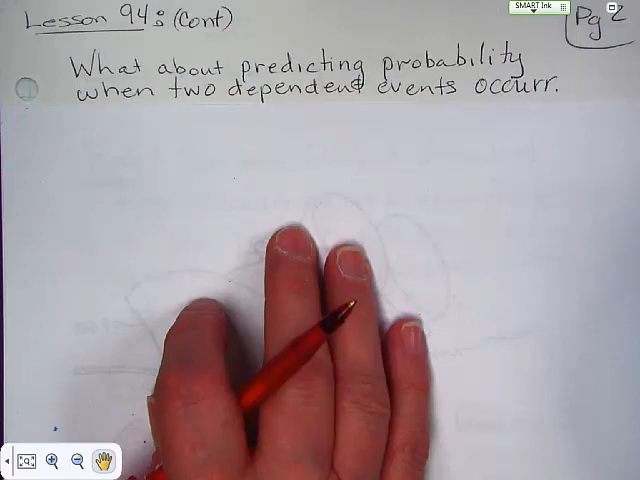 Lesson 94: (Cont)
SMART Ink
Pg 2
What about predicting probability
when two dependent events occurr.